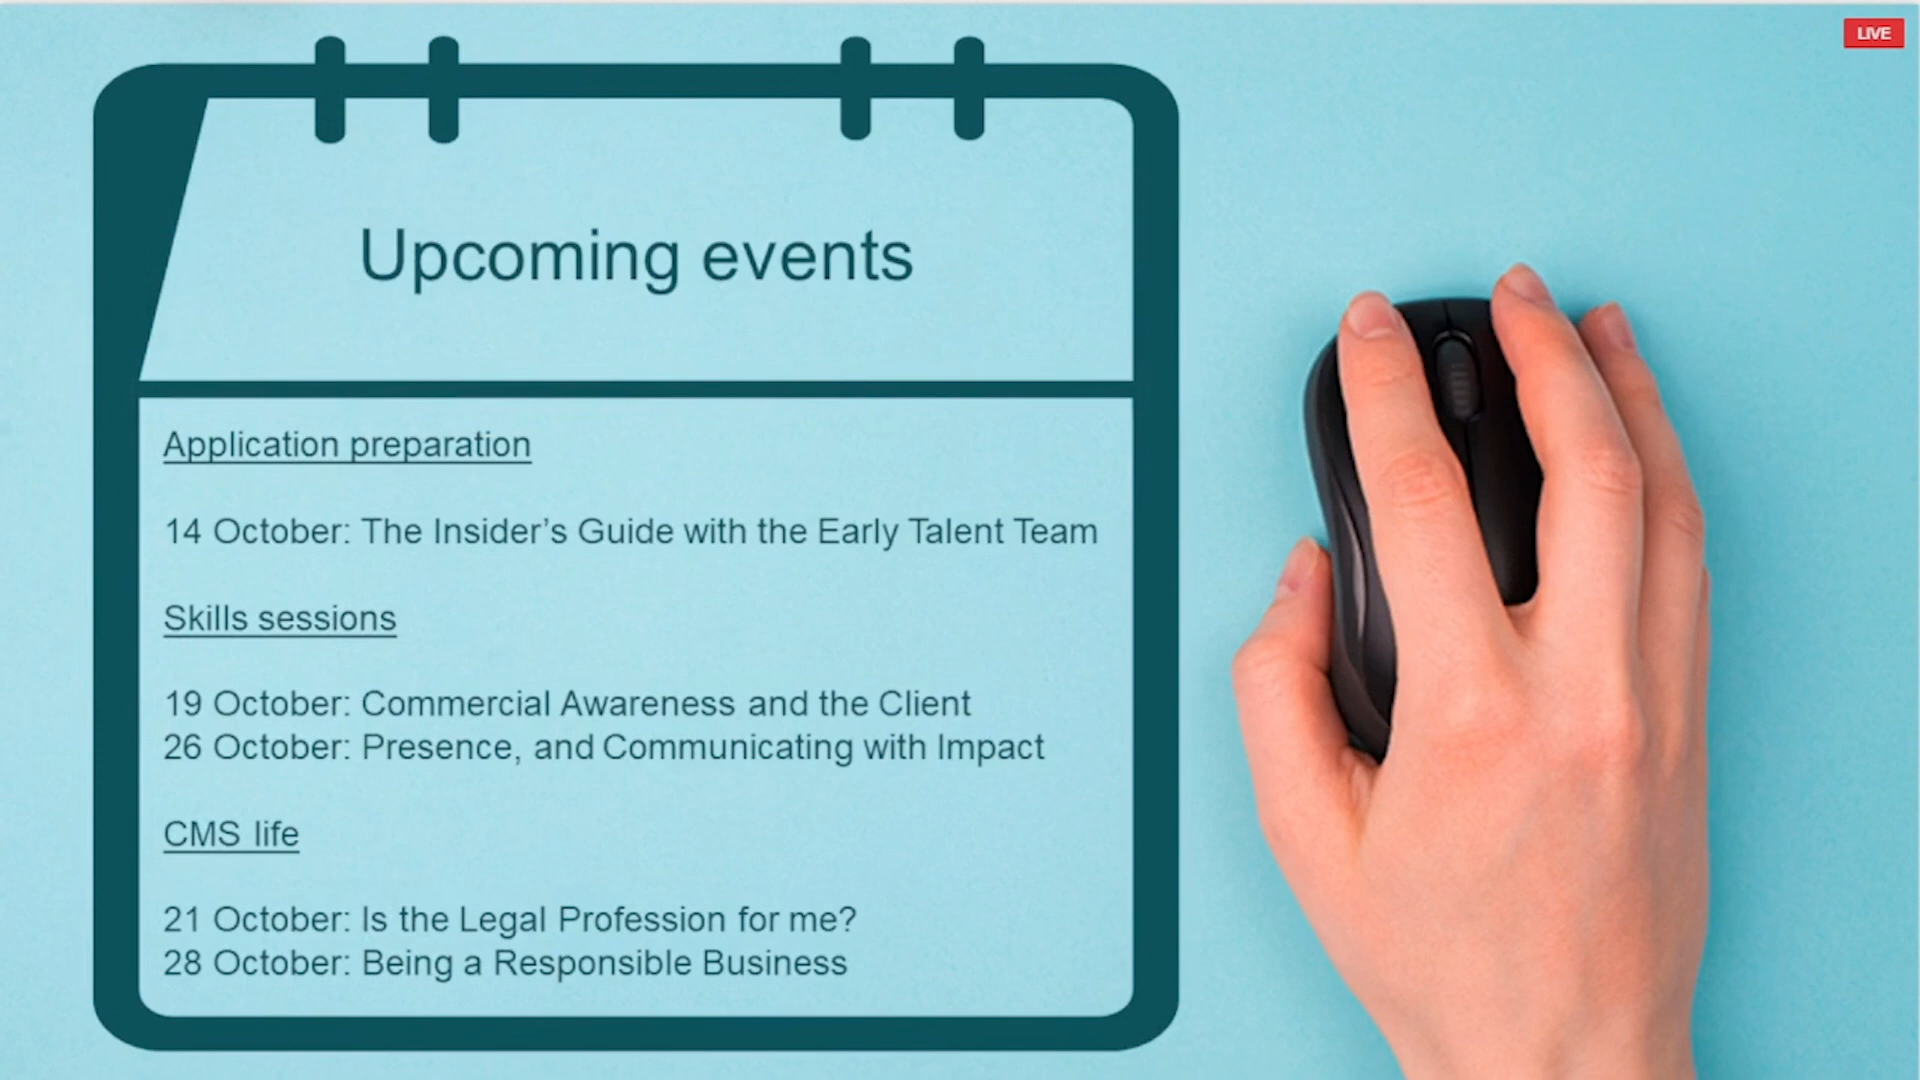 LIVE
Upcoming events
Application preparation
14 October: The Insider’s Guide with the Early Talent Team
Skills sessions
19 October: Commercial Awareness and the Client
26 October: Presence, and Communicating with Impact
CMS life
21 October: Is the Legal Profession for me?
28 October: Being a Responsible Business